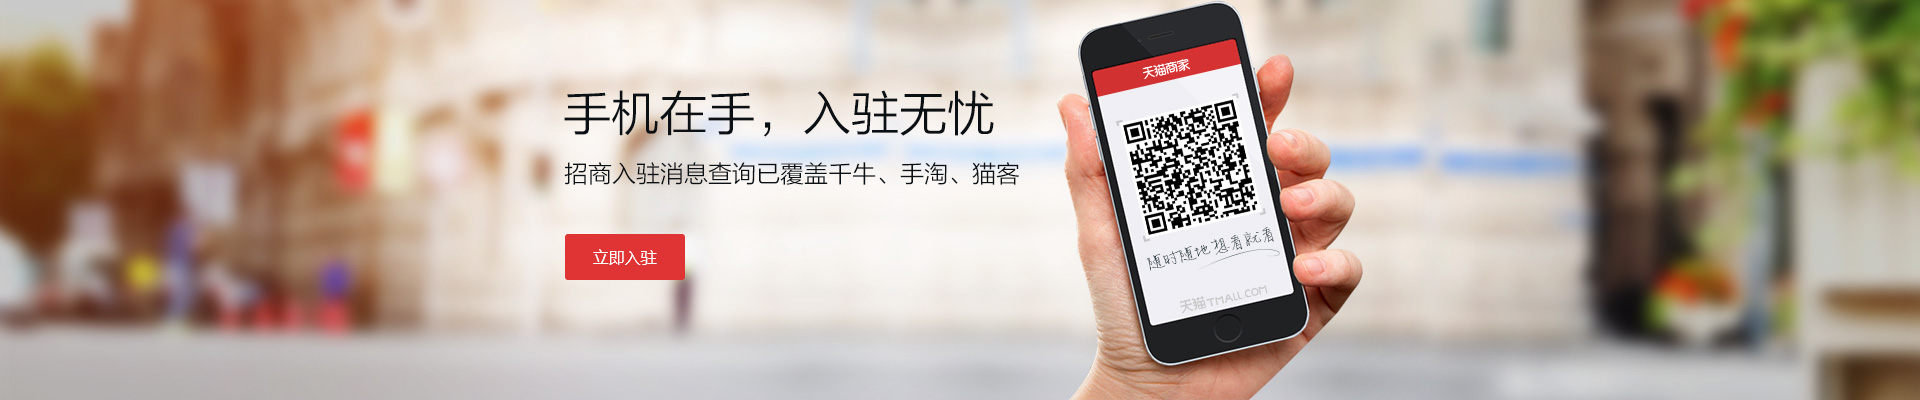 手机在手，入驻无忧
招商入驻消息查询已覆盖千牛、手淘、猫客
立即入驻
天猫商家
随时随地 想看就看
天猫TMALL.COM